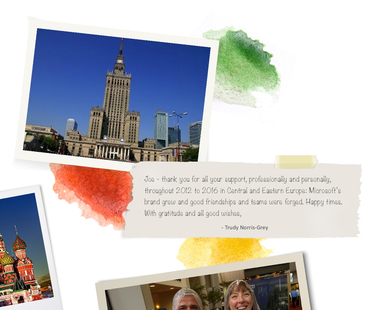 Joe - thank you for all your support, professionally and personally,
throughout 2012 to 2016 in Central and Eastern Europe: Microsoft's
brand grew and good friendships and teams were forged. Happy times.
With gratitude and all good wishes,
- Trudy Norris-Grey